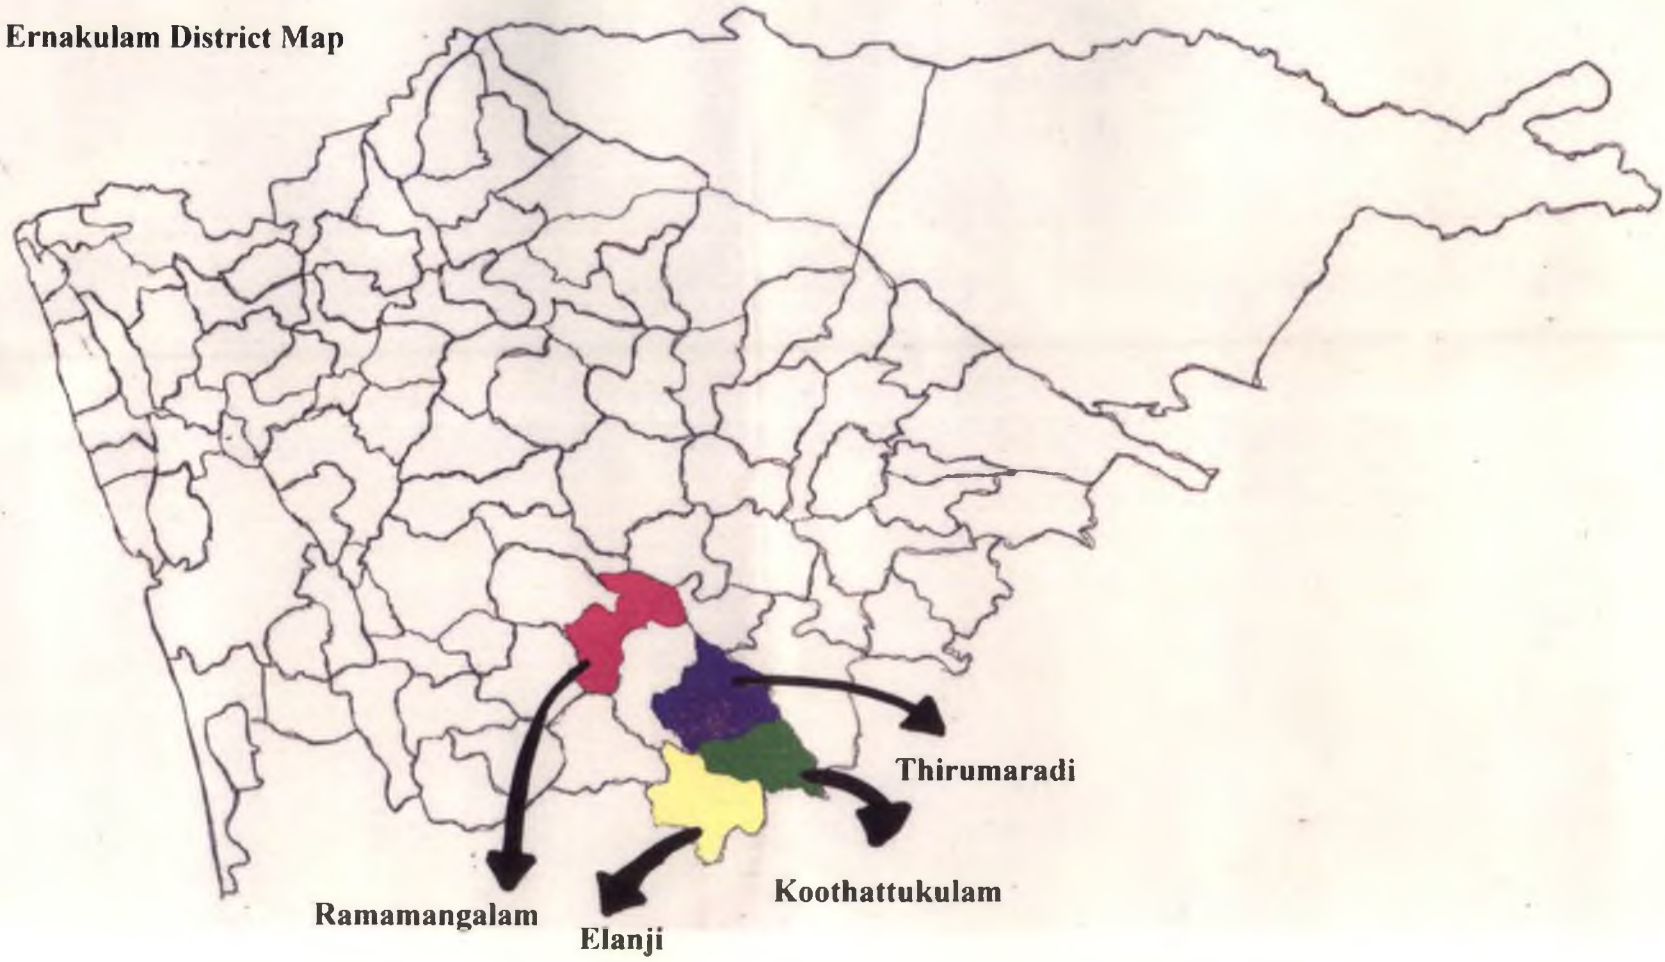 Ernakulam District Map
Thirumaradi
Koothattukulam
Ramamangalam
Elanji